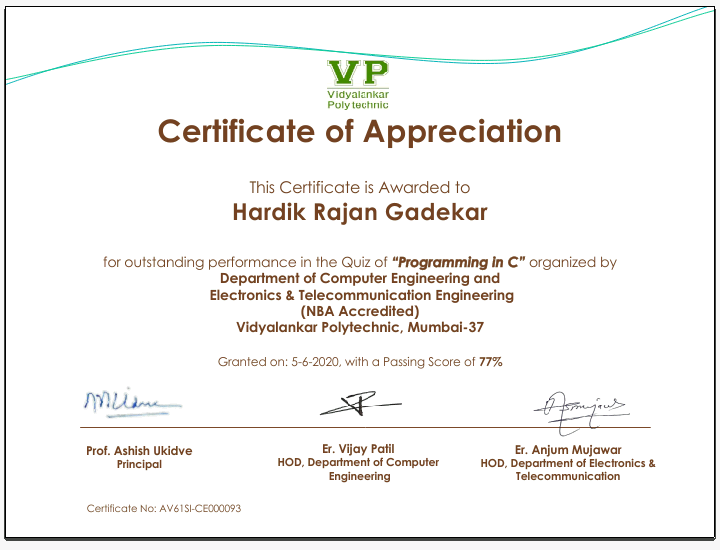 VP
Vidyalankar
Polytechnic
Certificate of Appreciation
This Certificate is Awarded to
Hardik Rajan Gadekar
for outstanding performance in the Quiz of “Programming in C” organized by
Department of Computer Engineering and
Electronics & Telecommunication Engineering
(NBA Accredited)
Vidyalankar Polytechnic, Mumbai-37
Granted on: 5-6-2020, with a Passing Score of 77%
Prof. Ashish Ukidve
Principal
Er. Vijay Patil
HOD, Department of Computer
Engineering
Er. Anjum Mujawar
HOD, Department of Electronics &
Telecommunication
Certificate No: AV61SI-CE000093